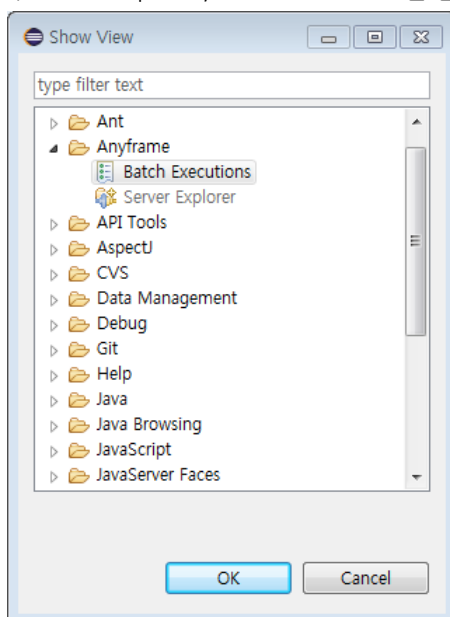 Show View
type filter text
Ant
Anyframe
Batch Executions
Server Explorer
API Tools
AspectJ
CVS
Data Management
Debug
Git
Help
Java
Java Browsing
JavaScript
JavaServer Faces
OK Cancel